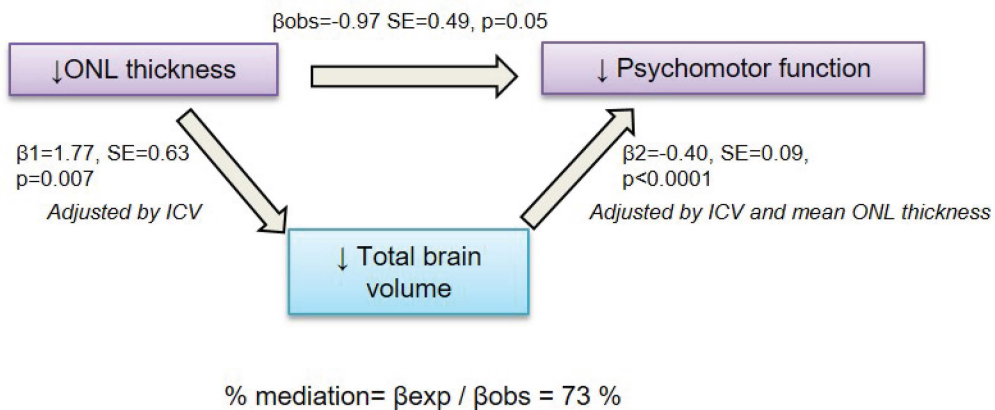 βobs=-0.97 SE=0.49, p=0.05
↓ONL thickness
↓ Psychomotor function
β1=1.77, SE=0.63
p=0.007
Adjusted by ICV
β2=-0.40, SE=0.09,
p<0.0001
Adjusted by ICV and mean ONL thickness
↓ Total brain
volume
% mediation= βexp / βobs = 73 %